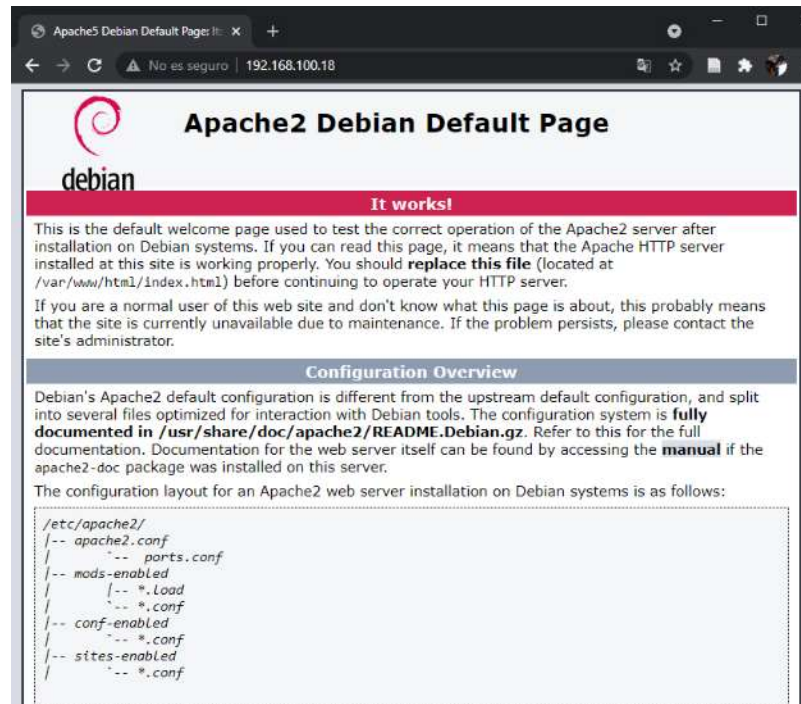 Apache5 Debian Default Page: It
No es seguro | 192.168.100.18
debian
Apache2 Debian Default Page
It works!
This is the default welcome page used to test the correct operation of the Apache2 server after
installation on Debian systems. If you can read this page, it means that the Apache HTTP server
installed at this site is working properly. You should replace this file (located at
/var/www/html/index.html) before continuing to operate your HTTP server.
If you are a normal user of this web site and don't know what this page is about, this probably means
that the site is currently unavailable due to maintenance. If the problem persists, please contact the
site's administrator.
Configuration Overview
Debian's Apache2 default configuration is different from the upstream default configuration, and split
into several files optimized for interaction with Debian tools. The configuration system is fully
documented in /usr/share/doc/apache2/README.Debian.gz. Refer to this for the full
documentation. Documentation for the web server itself can be found by accessing the manual if the
apache2-doc package was installed on this server.
The configuration layout for an Apache2 web server installation on Debian systems is as follows:
/etc/apache2/
|-- apache2.conf
|       `--  ports.conf
|-- mods-enabled
|       |-- *.load
|       `-- *.conf
|-- conf-enabled
|       `-- *.conf
|-- sites-enabled
|       `-- *.conf